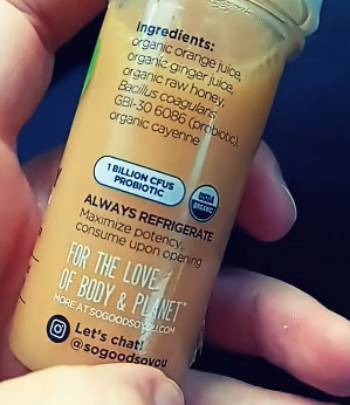 Ingredients:
organic orange juice,
organic ginger juice,
organic raw honey,
Bacillus coagulans
GBI-30 6086 (probiotic),
organic cayenne
1 BILLION CFUS
PROBIOTIC
USDA
ORGANIC
ALWAYS REFRIGERATE
Maximize potency,
consume upon opening
FOR THE LOVE
OF BODY & PLANET
MORE AT SOGOODSOYOU.COM
Let's chat!
@sogoodsoyou